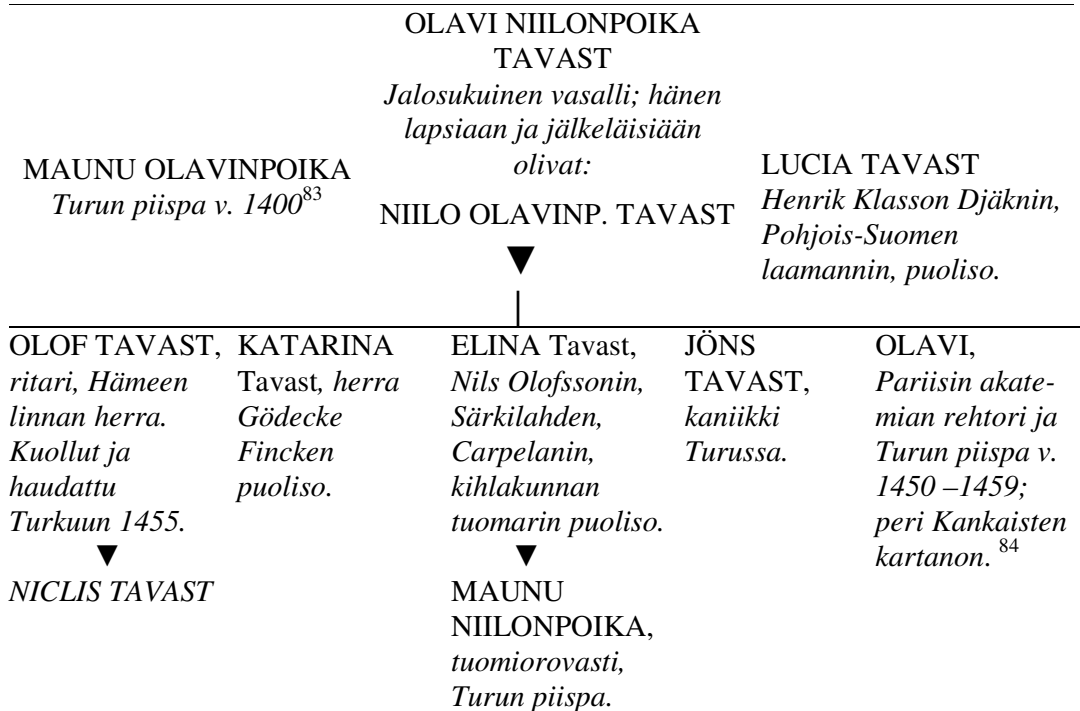 OLAVI NIILONPOIKA
TAVAST
Jalosukuinen vasalli; hänen
lapsiaan ja jälkeläisiään
olivat:
MAUNU OLAVINPOIKA
Turun piispa v. 1400⁸³
NIILO OLAVINP. TAVAST
▼
LUCIA TAVAST
Henrik Klasson Djäknin,
Pohjois-Suomen
laamannin, puoliso.
OLOF TAVAST,
ritari, Hämeen
linnan herra.
Kuollut ja
haudattu
Turkuun 1455.
▼
NICLIS TAVAST
KATARINA
Tavast, herra
Gödecke
Fincken
puoliso.
ELINA Tavast,
Nils Olofssonin,
Särkilahden,
Carpelanin,
kihlakunnan
tuomarin puoliso.
▼
MAUNU
NIILONPOIKA,
tuomiorovasti,
Turun piispa.
JÖNS
TAVAST,
kaniikki
Turussa.
OLAVI,
Pariisin akate-
mian rehtori ja
Turun piispa v.
1450 –1459;
peri Kankaisten
kartanon. ⁸⁴